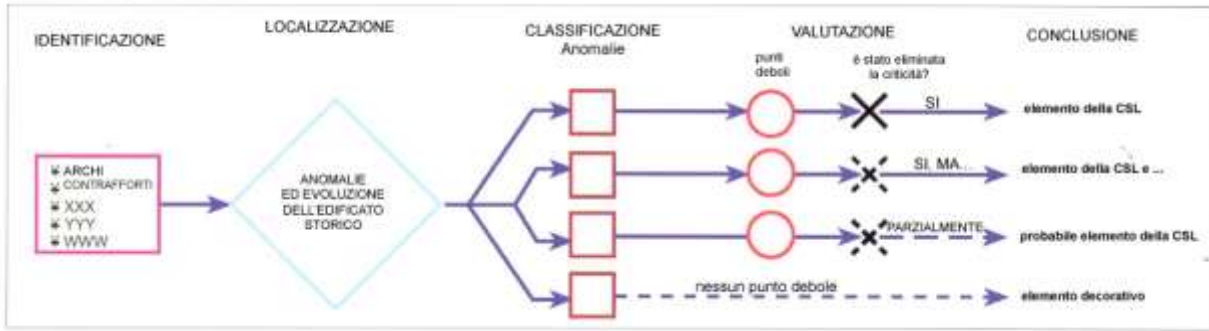 IDENTIFICAZIONE
LOCALIZZAZIONE
CLASSIFICAZIONE
Anomalie
VALUTAZIONE
CONCLUSIONE
punti
deboli
é stato eliminata
la criticità?
¥ ARCHI
¥ CONTRAFFORTI
¥ XXX
¥ YYY
¥ WWW
ANOMALIE
ED EVOLUZIONE
DELL'EDIFICATO
STORICO
SI
elemento della CSL
SI, MA...
elemento della CSL e ...
PARZIALMENTE
probabile elemento della CSL
nessun punto debole
elemento decorativo